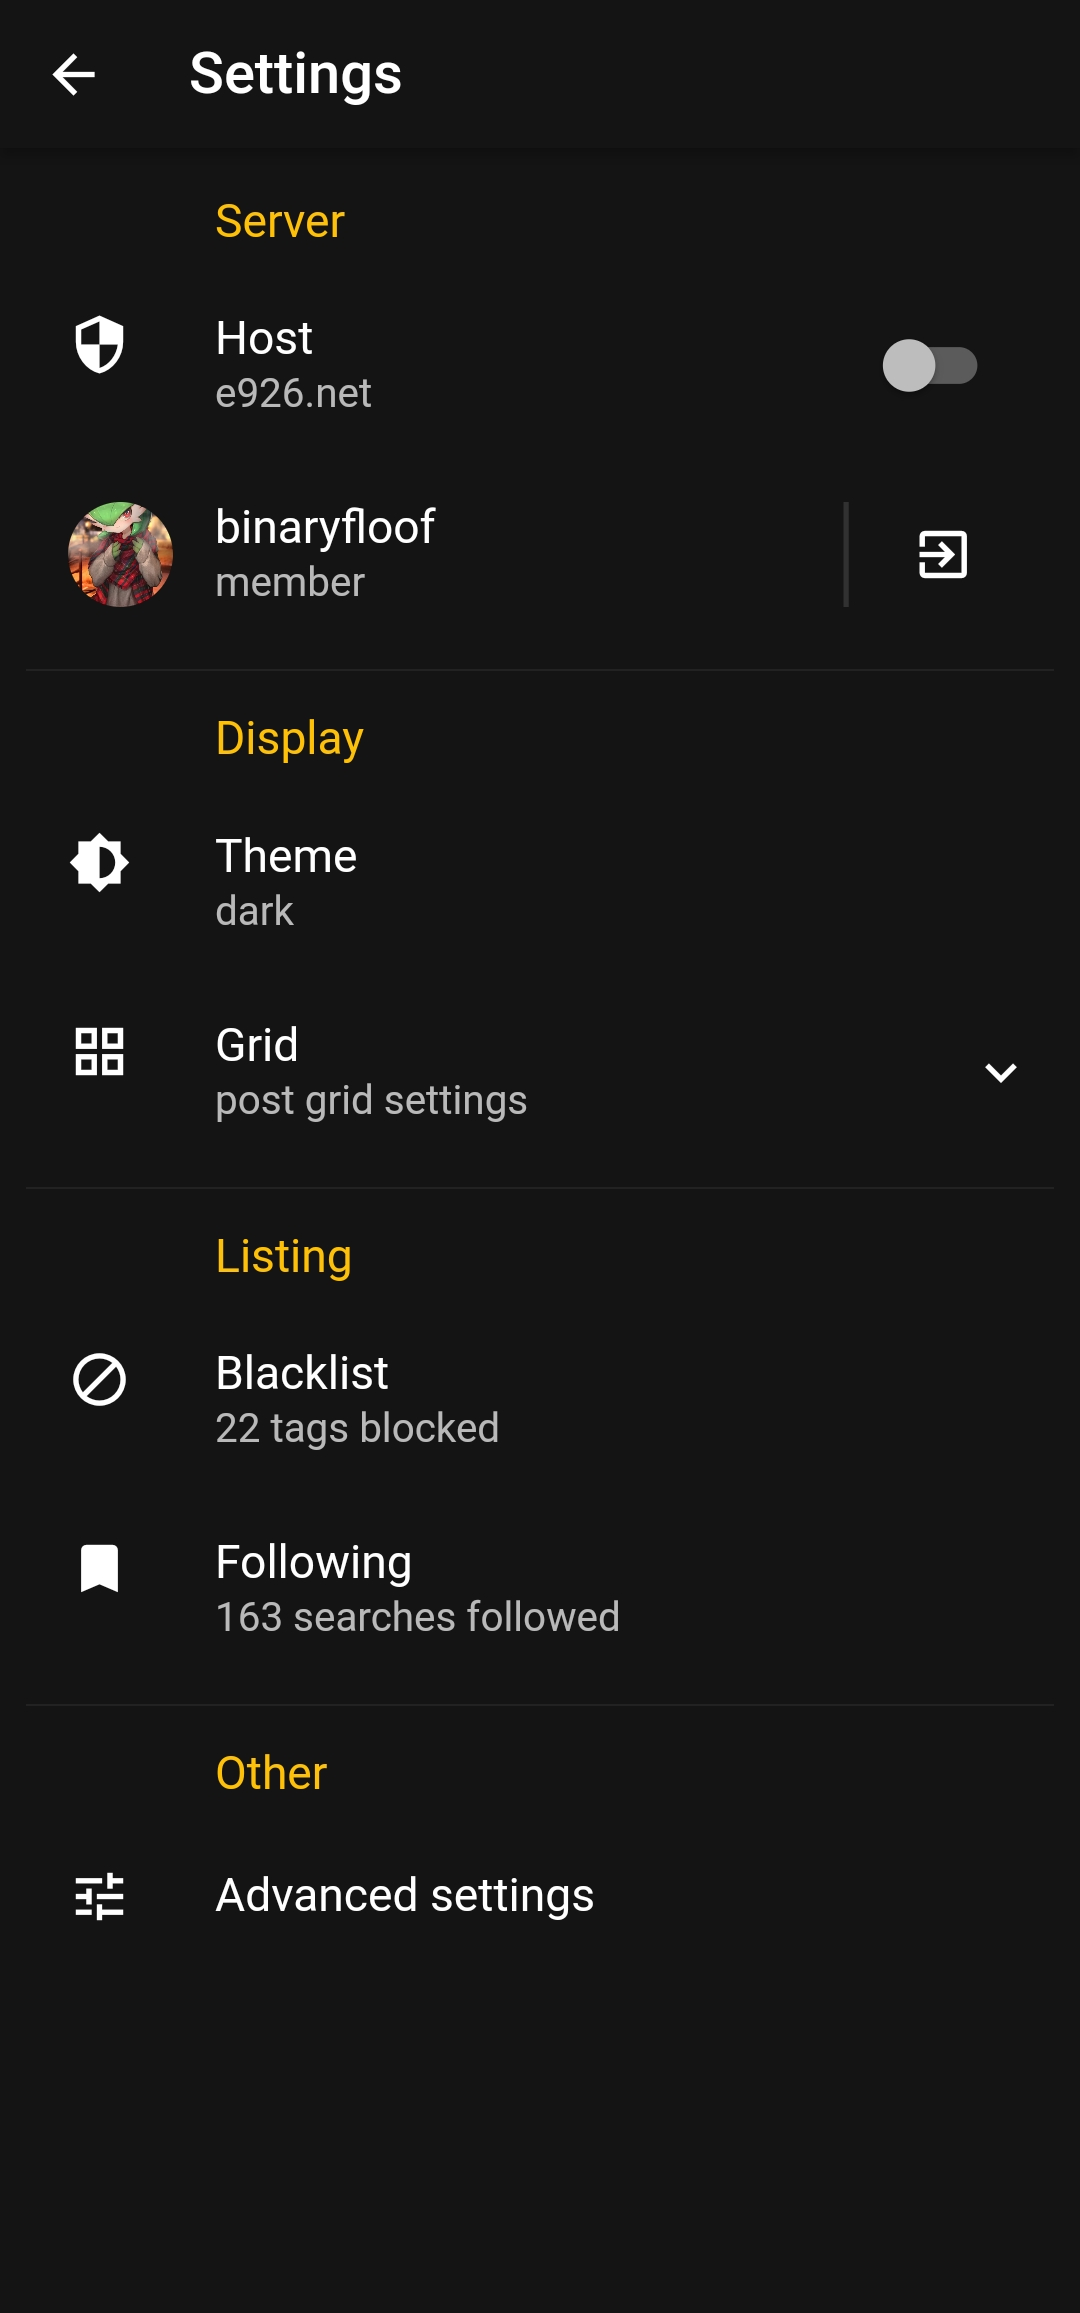 Settings
Server
Host
e926.net
binaryfloof
member
Display
Theme
dark
Grid
post grid settings
Listing
Blacklist
22 tags blocked
Following
163 searches followed
Other
Advanced settings